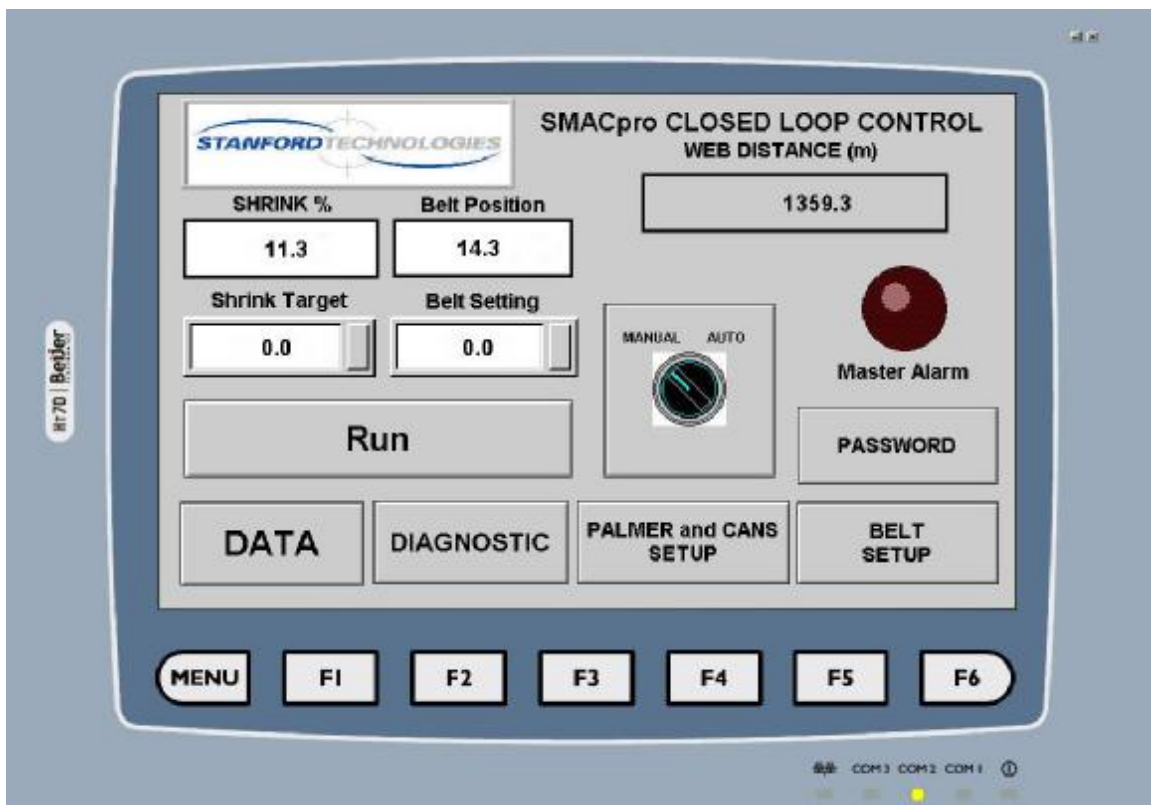 STANFORD TECHNOLOGIES
SMACpro CLOSED LOOP CONTROL
WEB DISTANCE (m)
1359.3
SHRINK % Belt Position
11.3 14.3
Shrink Target Belt Setting
0.0 0.0
MANUAL AUTO
Master Alarm
Run
PASSWORD
DATA
DIAGNOSTIC
PALMER and CANS
SETUP
BELT
SETUP
MENU F1 F2 F3 F4 F5 F6
COM3 COM2 COM1
HT70 Beijer